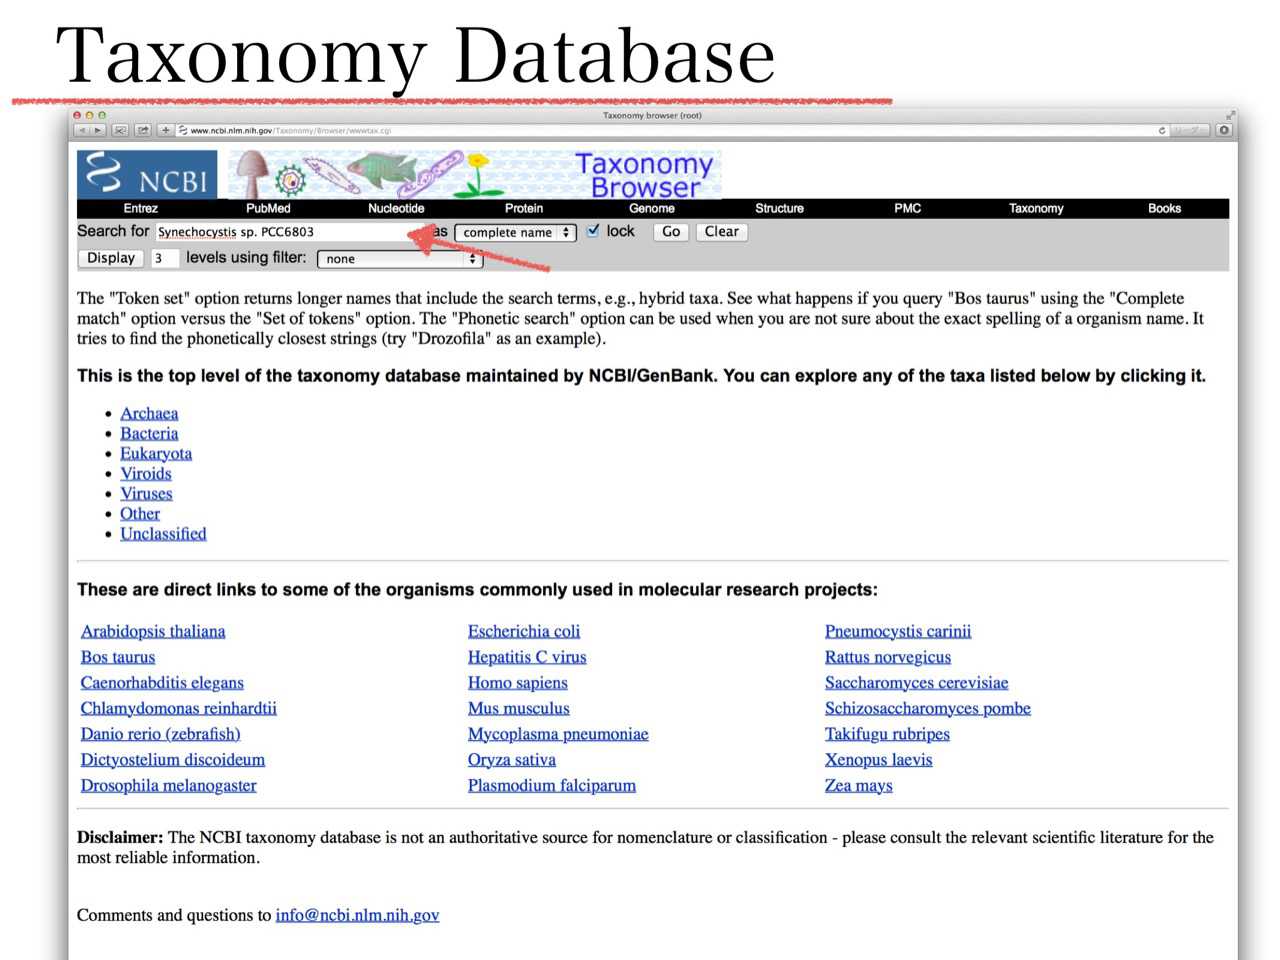 Taxonomy Database
Taxonomy browser (root)
www.ncbi.nlm.nih.gov/Taxonomy/Browser/wwwtax.cgi
リーダー
NCBI
Taxonomy
Browser
Entrez PubMed Nucleotide Protein Genome Structure PMC Taxonomy Books
Search for Synechocystis sp. PCC6803 as complete name lock Go Clear
Display 3 levels using filter: none
The "Token set" option returns longer names that include the search terms, e.g., hybrid taxa. See what happens if you query "Bos taurus" using the "Complete
match" option versus the "Set of tokens" option. The "Phonetic search" option can be used when you are not sure about the exact spelling of a organism name. It
tries to find the phonetically closest strings (try "Drozofila" as an example).
This is the top level of the taxonomy database maintained by NCBI/GenBank. You can explore any of the taxa listed below by clicking it.
Archaea
Bacteria
Eukaryota
Viroids
Viruses
Other
Unclassified
These are direct links to some of the organisms commonly used in molecular research projects:
Arabidopsis thaliana Escherichia coli Pneumocystis carinii
Bos taurus Hepatitis C virus Rattus norvegicus
Caenorhabditis elegans Homo sapiens Saccharomyces cerevisiae
Chlamydomonas reinhardtii Mus musculus Schizosaccharomyces pombe
Danio rerio (zebrafish) Mycoplasma pneumoniae Takifugu rubripes
Dictyostelium discoideum Oryza sativa Xenopus laevis
Drosophila melanogaster Plasmodium falciparum Zea mays
Disclaimer: The NCBI taxonomy database is not an authoritative source for nomenclature or classification - please consult the relevant scientific literature for the
most reliable information.
Comments and questions to info@ncbi.nlm.nih.gov